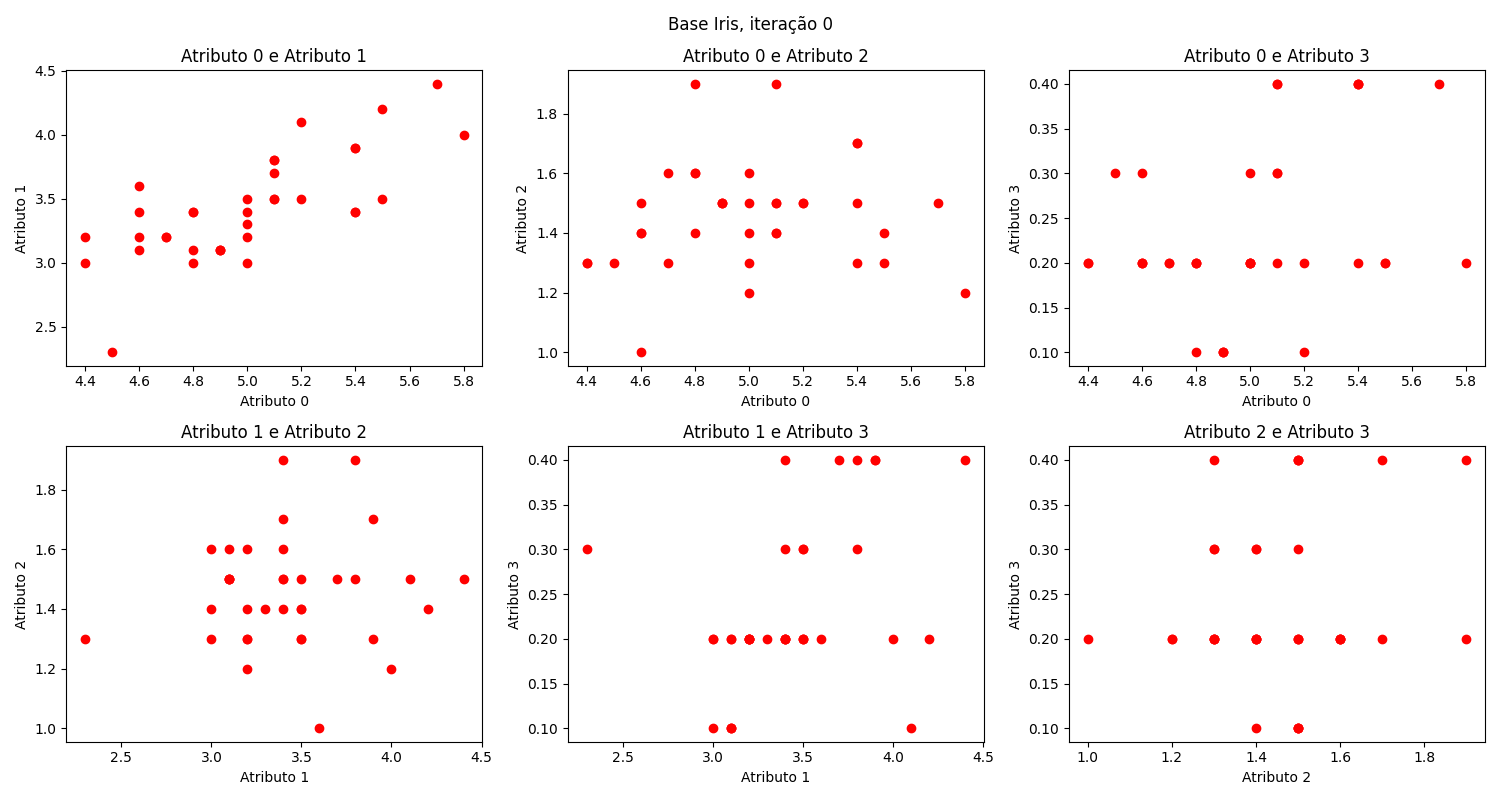 Base Iris, iteração 0
Atributo 0 e Atributo 1
4.5
4.0
3.5
3.0
2.5
Atributo 1
4.4 4.6 4.8 5.0 5.2 5.4 5.6 5.8
Atributo 0
Atributo 0 e Atributo 2
1.8
1.6
1.4
1.2
1.0
Atributo 2
4.4 4.6 4.8 5.0 5.2 5.4 5.6 5.8
Atributo 0
Atributo 0 e Atributo 3
0.40
0.35
0.30
0.25
0.20
0.15
0.10
Atributo 3
4.4 4.6 4.8 5.0 5.2 5.4 5.6 5.8
Atributo 0
Atributo 1 e Atributo 2
1.8
1.6
1.4
1.2
1.0
Atributo 2
2.5 3.0 3.5 4.0 4.5
Atributo 1
Atributo 1 e Atributo 3
0.40
0.35
0.30
0.25
0.20
0.15
0.10
Atributo 3
2.5 3.0 3.5 4.0 4.5
Atributo 1
Atributo 2 e Atributo 3
0.40
0.35
0.30
0.25
0.20
0.15
0.10
Atributo 3
1.0 1.2 1.4 1.6 1.8
Atributo 2